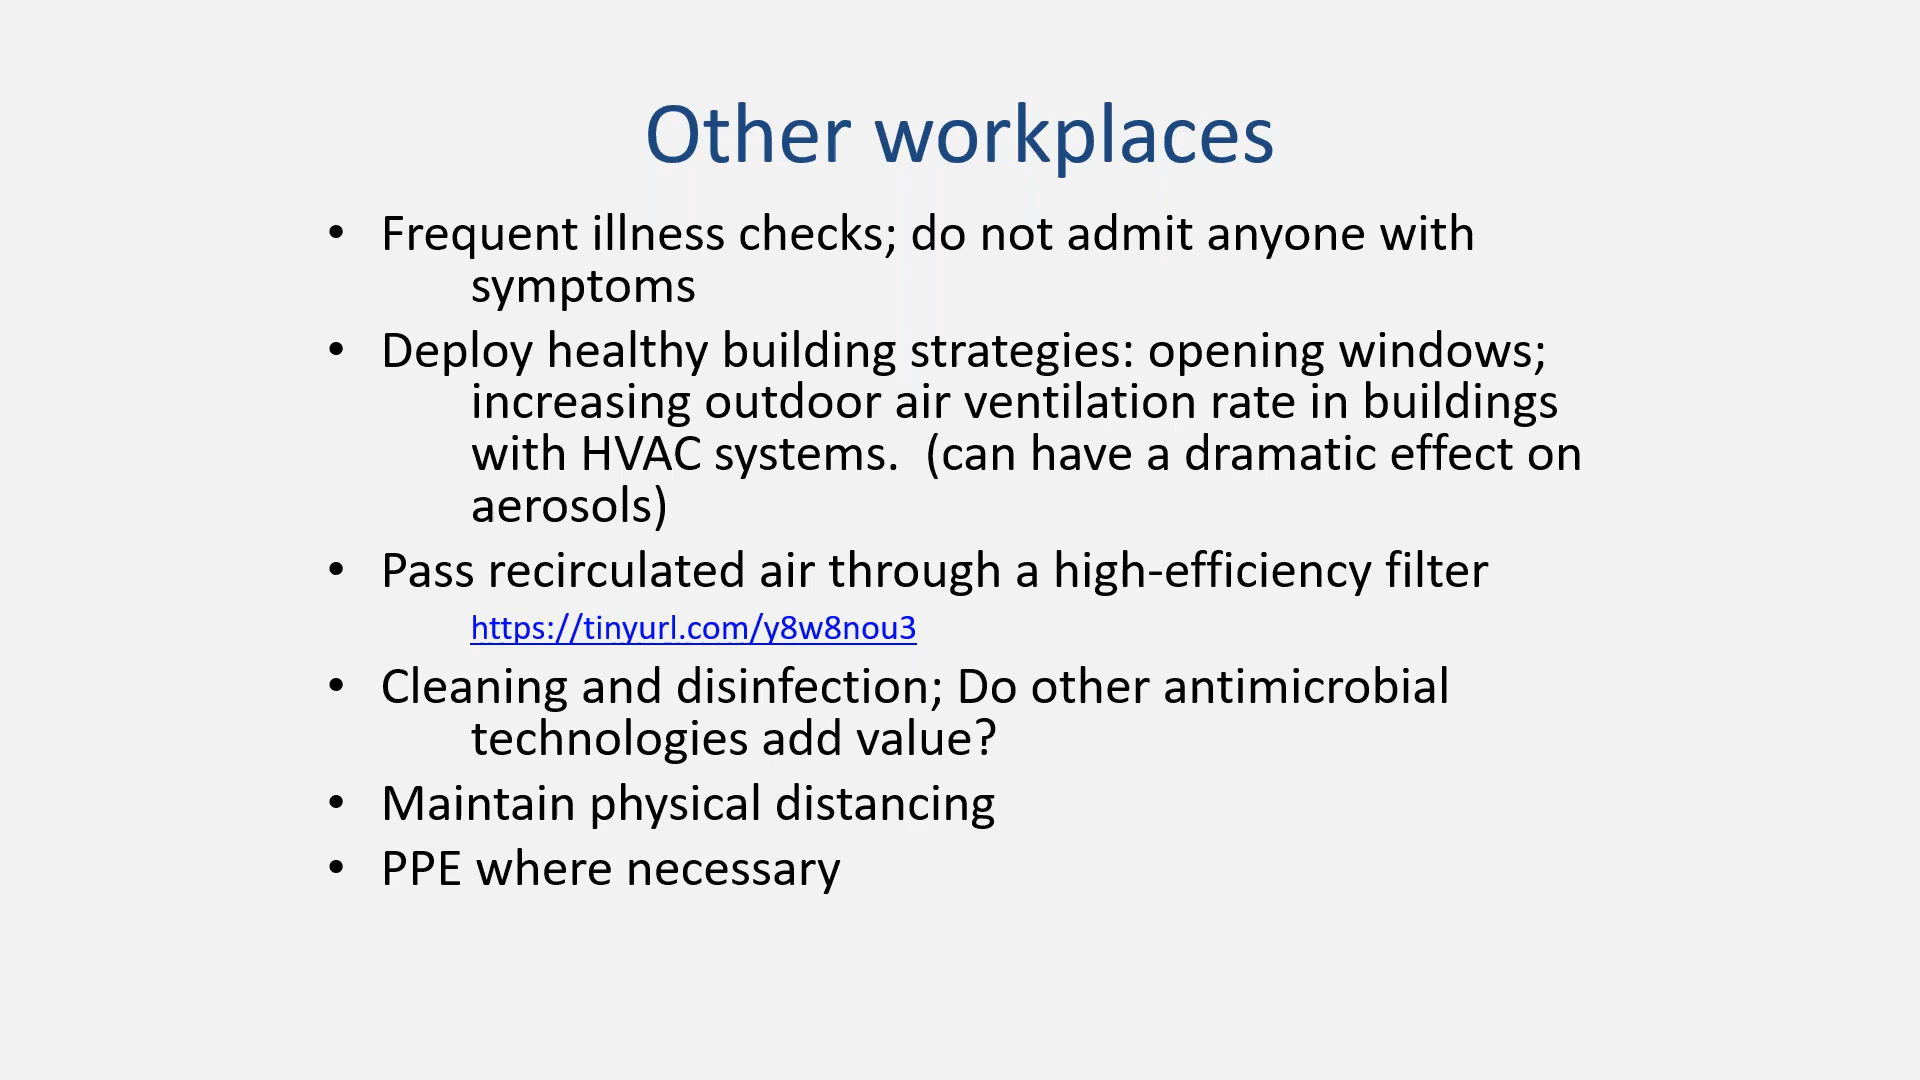 Other workplaces
• Frequent illness checks; do not admit anyone with
symptoms
• Deploy healthy building strategies: opening windows;
increasing outdoor air ventilation rate in buildings
with HVAC systems.  (can have a dramatic effect on
aerosols)
• Pass recirculated air through a high-efficiency filter
https://tinyurl.com/y8w8nou3
• Cleaning and disinfection; Do other antimicrobial
technologies add value?
• Maintain physical distancing
• PPE where necessary